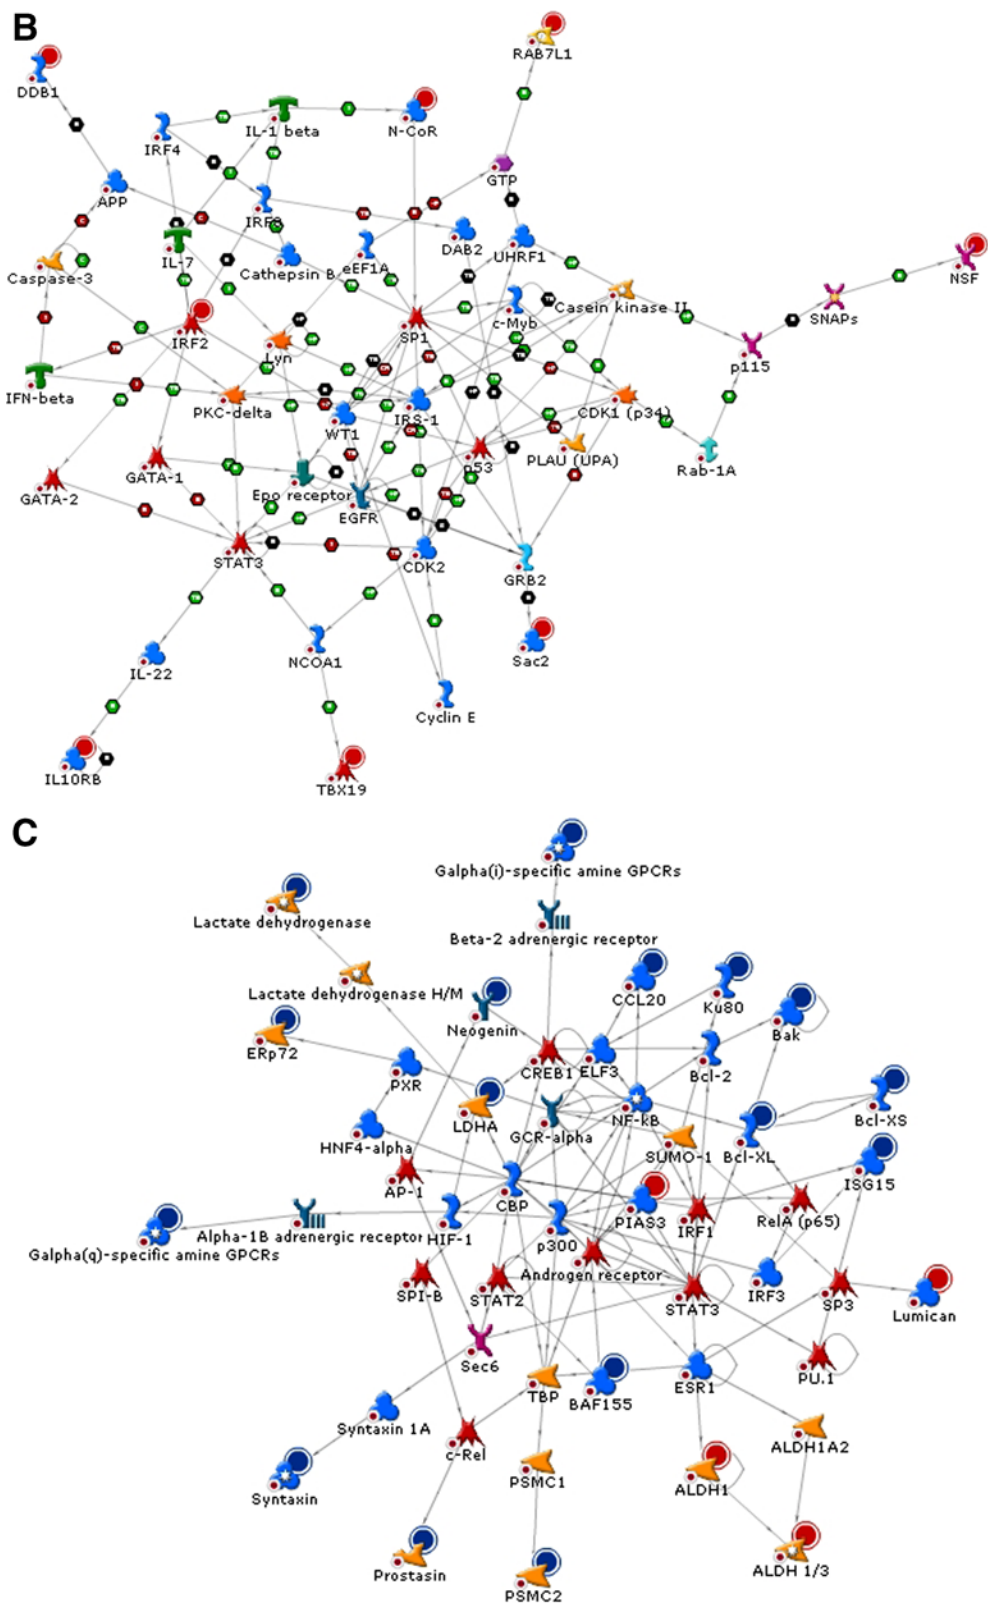 B
RAB7L1
DDB1
IL-1 beta
N-CoR
IRF4
GTP
APP
IRF3
DAB2
UHRF1
IL-7
Cathepsin B
eEF1A
Caspase-3
NSF
Casein kinase II
SNAPs
c-Myb
SP1
IRF2
Lyn
p115
IFN-beta
PKC-delta
IRS-1
CDK1 (p34)
WT1
PLAU (UPA)
p53
Rab-1A
GATA-1
GATA-2
Epo receptor
EGFR
STAT3
CDK2
GRB2
NCOA1
Sac2
IL-22
Cyclin E
IL10RB
TBX19
C
Galpha(i)-specific amine GPCRs
Lactate dehydrogenase
Beta-2 adrenergic receptor
Lactate dehydrogenase H/M
CCL20
Ku80
Neogenin
Bak
ERp72
CREB1
ELF3
Bcl-2
PXR
LDHA
NF-kB
GCR-alpha
Bcl-XS
HNF4-alpha
SUMO-1
Bcl-XL
ISG15
AP-1
CBP
PIAS3
IRF1
RelA (p65)
Alpha-1B adrenergic receptor
HIF-1
p300
Galpha(q)-specific amine GPCRs
Androgen receptor
SPI-B
STAT2
STAT3
IRF3
SP3
Lumican
Sec6
PU.1
TBP
BAF155
ESR1
Syntaxin 1A
c-Rel
ALDH1A2
PSMC1
ALDH1
Syntaxin
Prostasin
ALDH 1/3
PSMC2